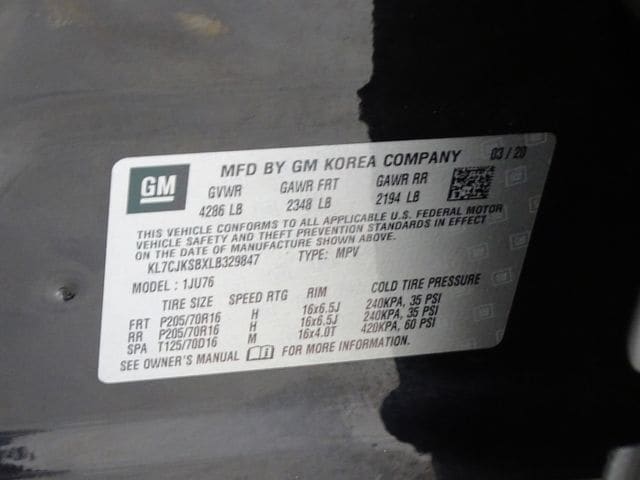 GM
MFD BY GM KOREA COMPANY 03/20
GVWR GAWR FRT GAWR RR
4286 LB 2348 LB 2194 LB
THIS VEHICLE CONFORMS TO ALL APPLICABLE U.S. FEDERAL MOTOR
VEHICLE SAFETY AND THEFT PREVENTION STANDARDS IN EFFECT
ON THE DATE OF MANUFACTURE SHOWN ABOVE.
KL7CJKSBXLB329847 TYPE: MPV
MODEL: 1JU76
TIRE SIZE SPEED RTG RIM COLD TIRE PRESSURE
FRT P205/70R16 H 16x6.5J 240KPA, 35 PSI
RR P205/70R16 H 16x6.5J 240KPA, 35 PSI
SPA T125/70D16 M 16x4.0T 420KPA, 60 PSI
SEE OWNER'S MANUAL FOR MORE INFORMATION.